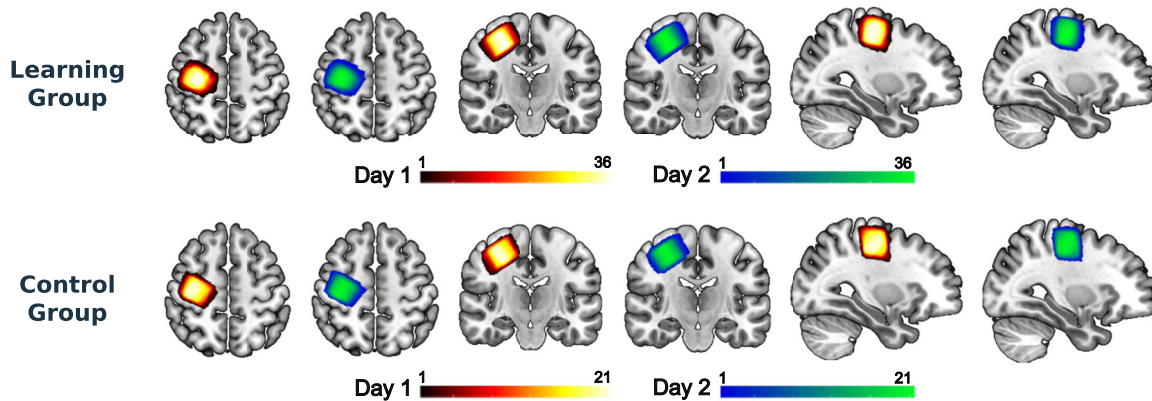 Learning
Group
Day 1 1 36
Day 2 1 36
Control
Group
Day 1 1 21
Day 2 1 21